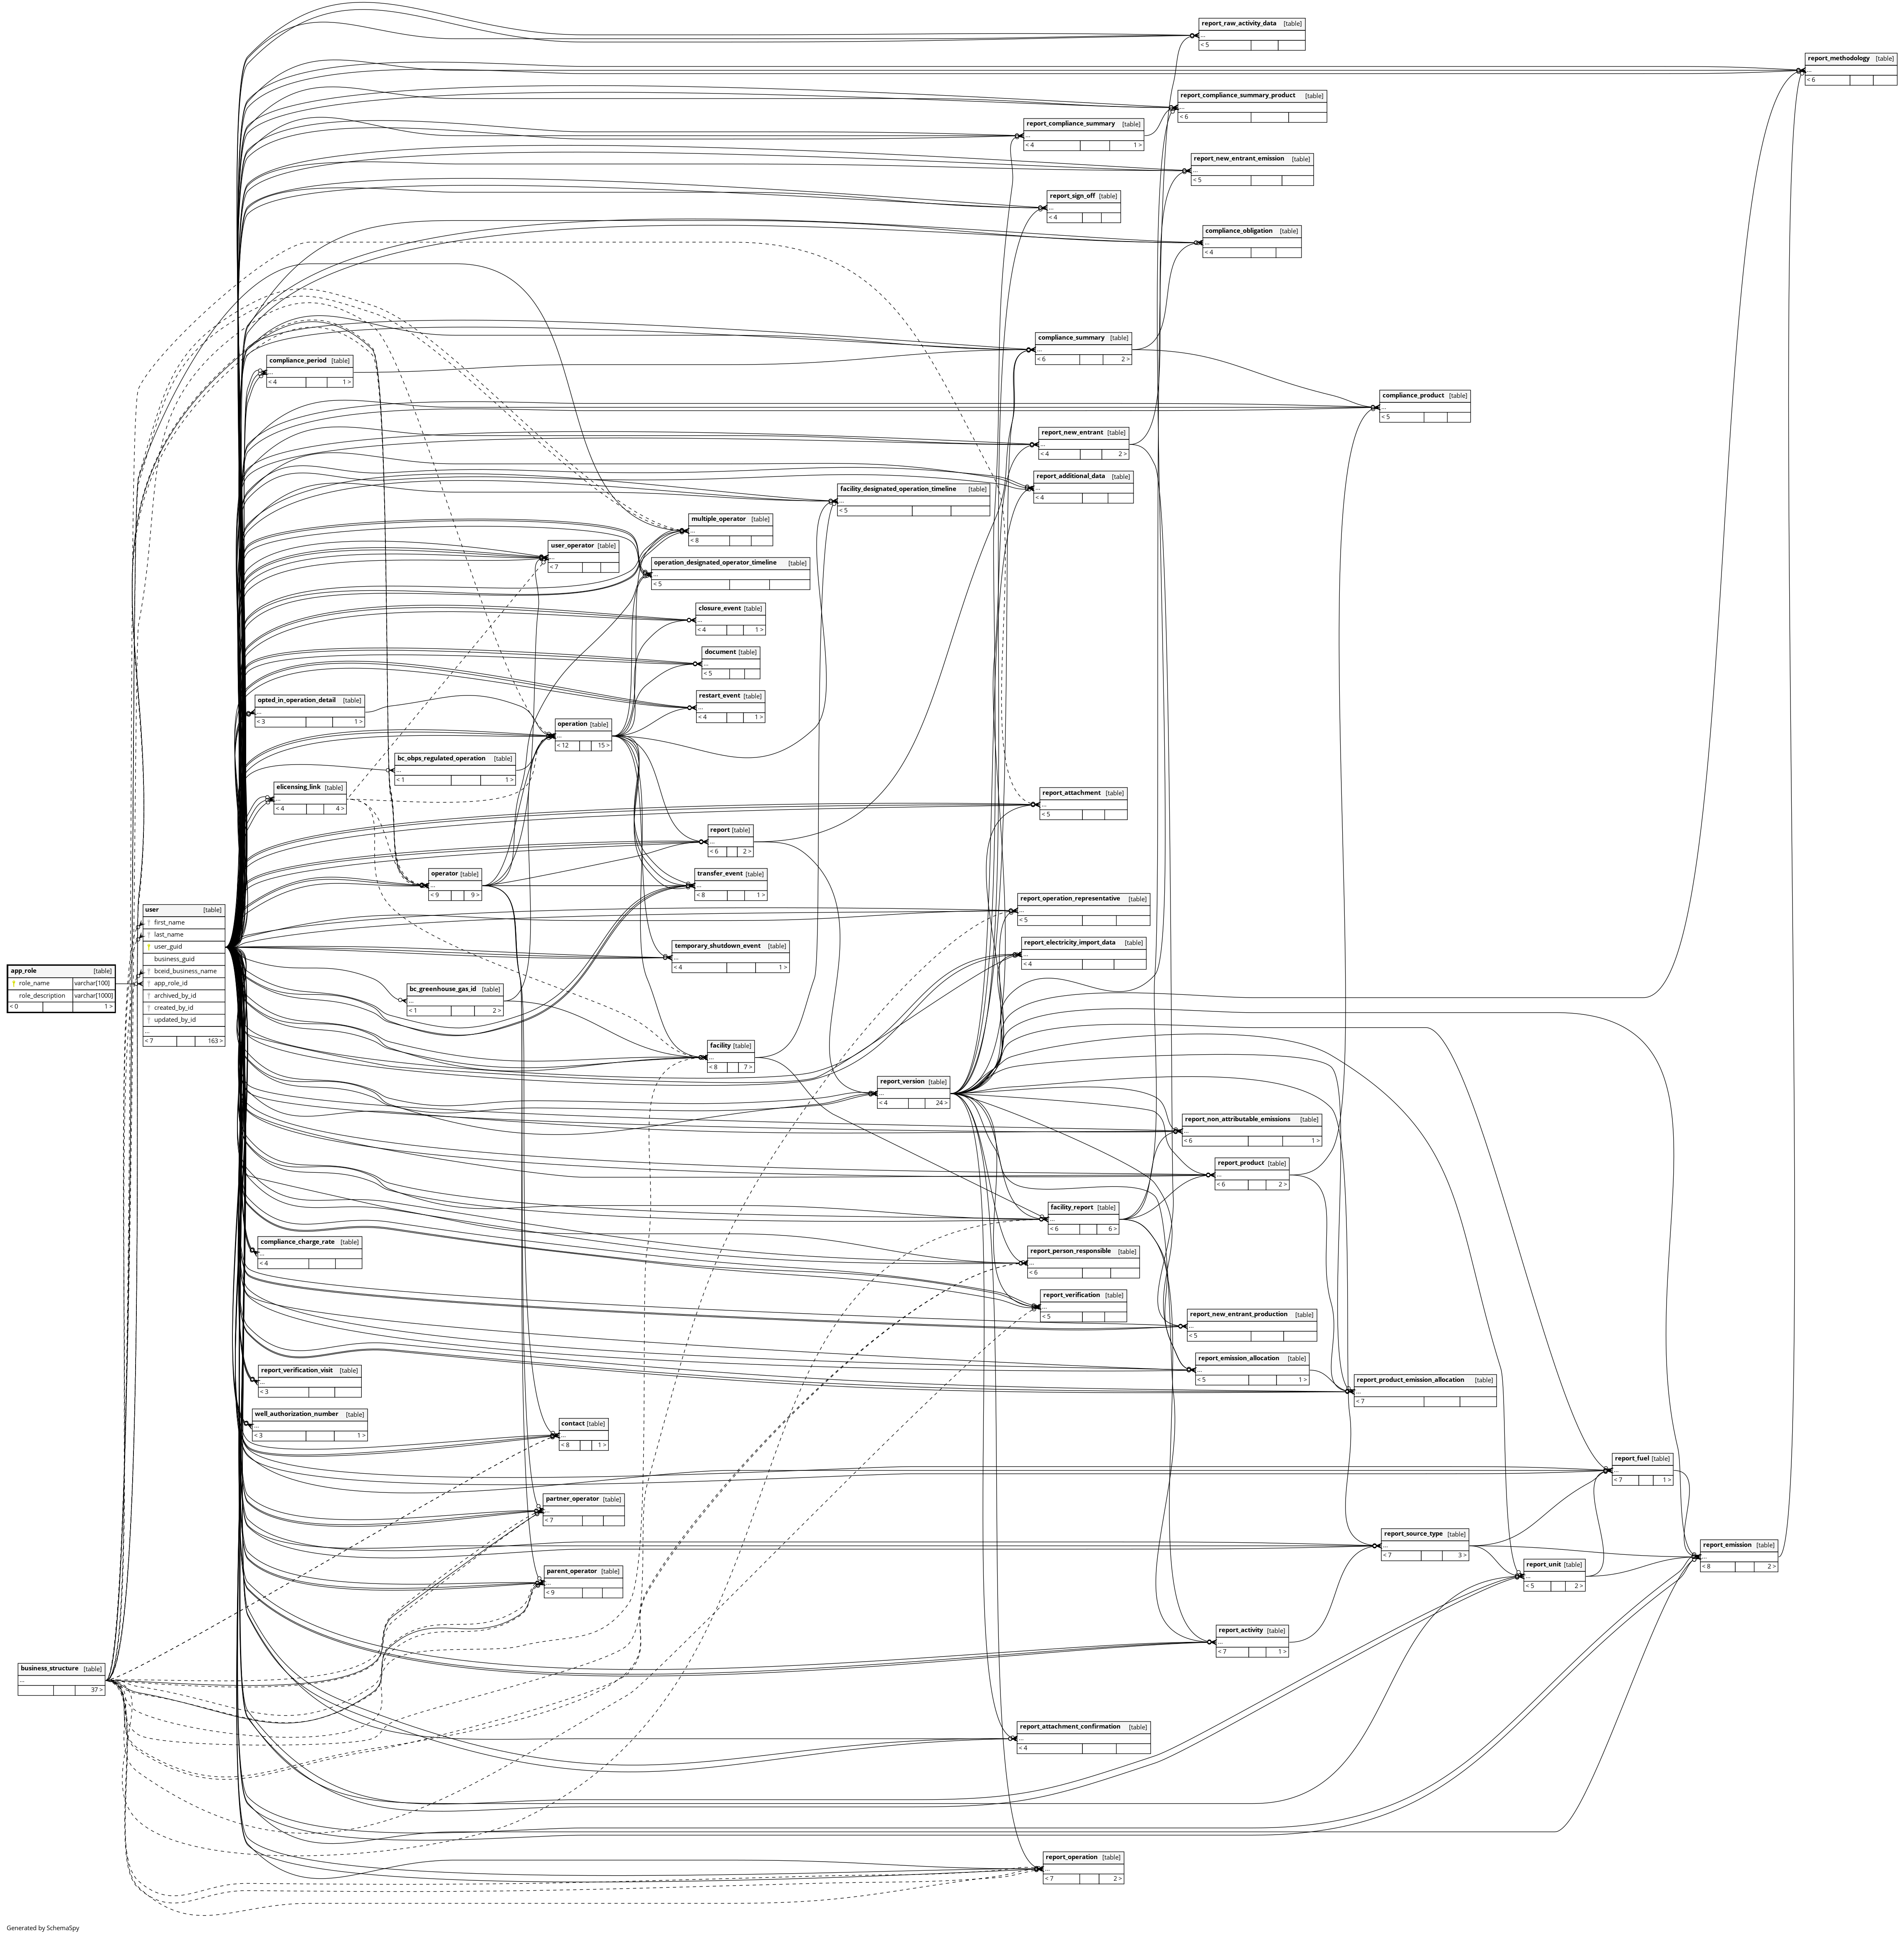 report_raw_activity_data [table]
...
< 5
report_methodology [table]
...
< 6
report_compliance_summary_product [table]
...
< 6
report_compliance_summary [table]
...
< 4 1 >
report_new_entrant_emission [table]
...
< 5
report_sign_off [table]
...
< 4
compliance_obligation [table]
...
< 4
compliance_summary [table]
...
< 6 2 >
compliance_period [table]
...
< 4 1 >
compliance_product [table]
...
< 5
report_new_entrant [table]
...
< 4 2 >
report_additional_data [table]
...
< 4
facility_designated_operation_timeline [table]
...
< 5
multiple_operator [table]
...
< 8
user_operator [table]
...
< 7
operation_designated_operator_timeline [table]
...
< 5
closure_event [table]
...
< 4 1 >
document [table]
...
< 5
restart_event [table]
...
< 4 1 >
opted_in_operation_detail [table]
...
< 3 1 >
operation [table]
...
< 12 15 >
bc_obps_regulated_operation [table]
...
< 1 1 >
elicensing_link [table]
...
< 4 4 >
report_attachment [table]
...
< 5
report [table]
...
< 6 2 >
operator [table]
...
< 9 9 >
transfer_event [table]
...
< 8 1 >
report_operation_representative [table]
...
< 5
user [table]
first_name
last_name
user_guid
business_guid
bceid_business_name
app_role_id
archived_by_id
created_by_id
updated_by_id
...
< 7 163 >
report_electricity_import_data [table]
...
< 4
temporary_shutdown_event [table]
...
< 4 1 >
app_role [table]
role_name varchar[100]
role_description varchar[1000]
< 0 1 >
bc_greenhouse_gas_id [table]
...
< 1 2 >
facility [table]
...
< 8 7 >
report_version [table]
...
< 4 24 >
report_non_attributable_emissions [table]
...
< 6 1 >
report_product [table]
...
< 6 2 >
facility_report [table]
...
< 6 6 >
compliance_charge_rate [table]
...
< 4
report_person_responsible [table]
...
< 6
report_verification [table]
...
< 5
report_new_entrant_production [table]
...
< 5
report_emission_allocation [table]
...
< 5 1 >
report_verification_visit [table]
...
< 3
report_product_emission_allocation [table]
...
< 7
well_authorization_number [table]
...
< 3 1 >
contact [table]
...
< 8 1 >
report_fuel [table]
...
< 7 1 >
partner_operator [table]
...
< 7
report_source_type [table]
...
< 7 3 >
report_emission [table]
...
< 8 2 >
report_unit [table]
...
< 5 2 >
parent_operator [table]
...
< 9
report_activity [table]
...
< 7 1 >
business_structure [table]
...
37 >
report_attachment_confirmation [table]
...
< 4
report_operation [table]
...
< 7 2 >
Generated by SchemaSpy